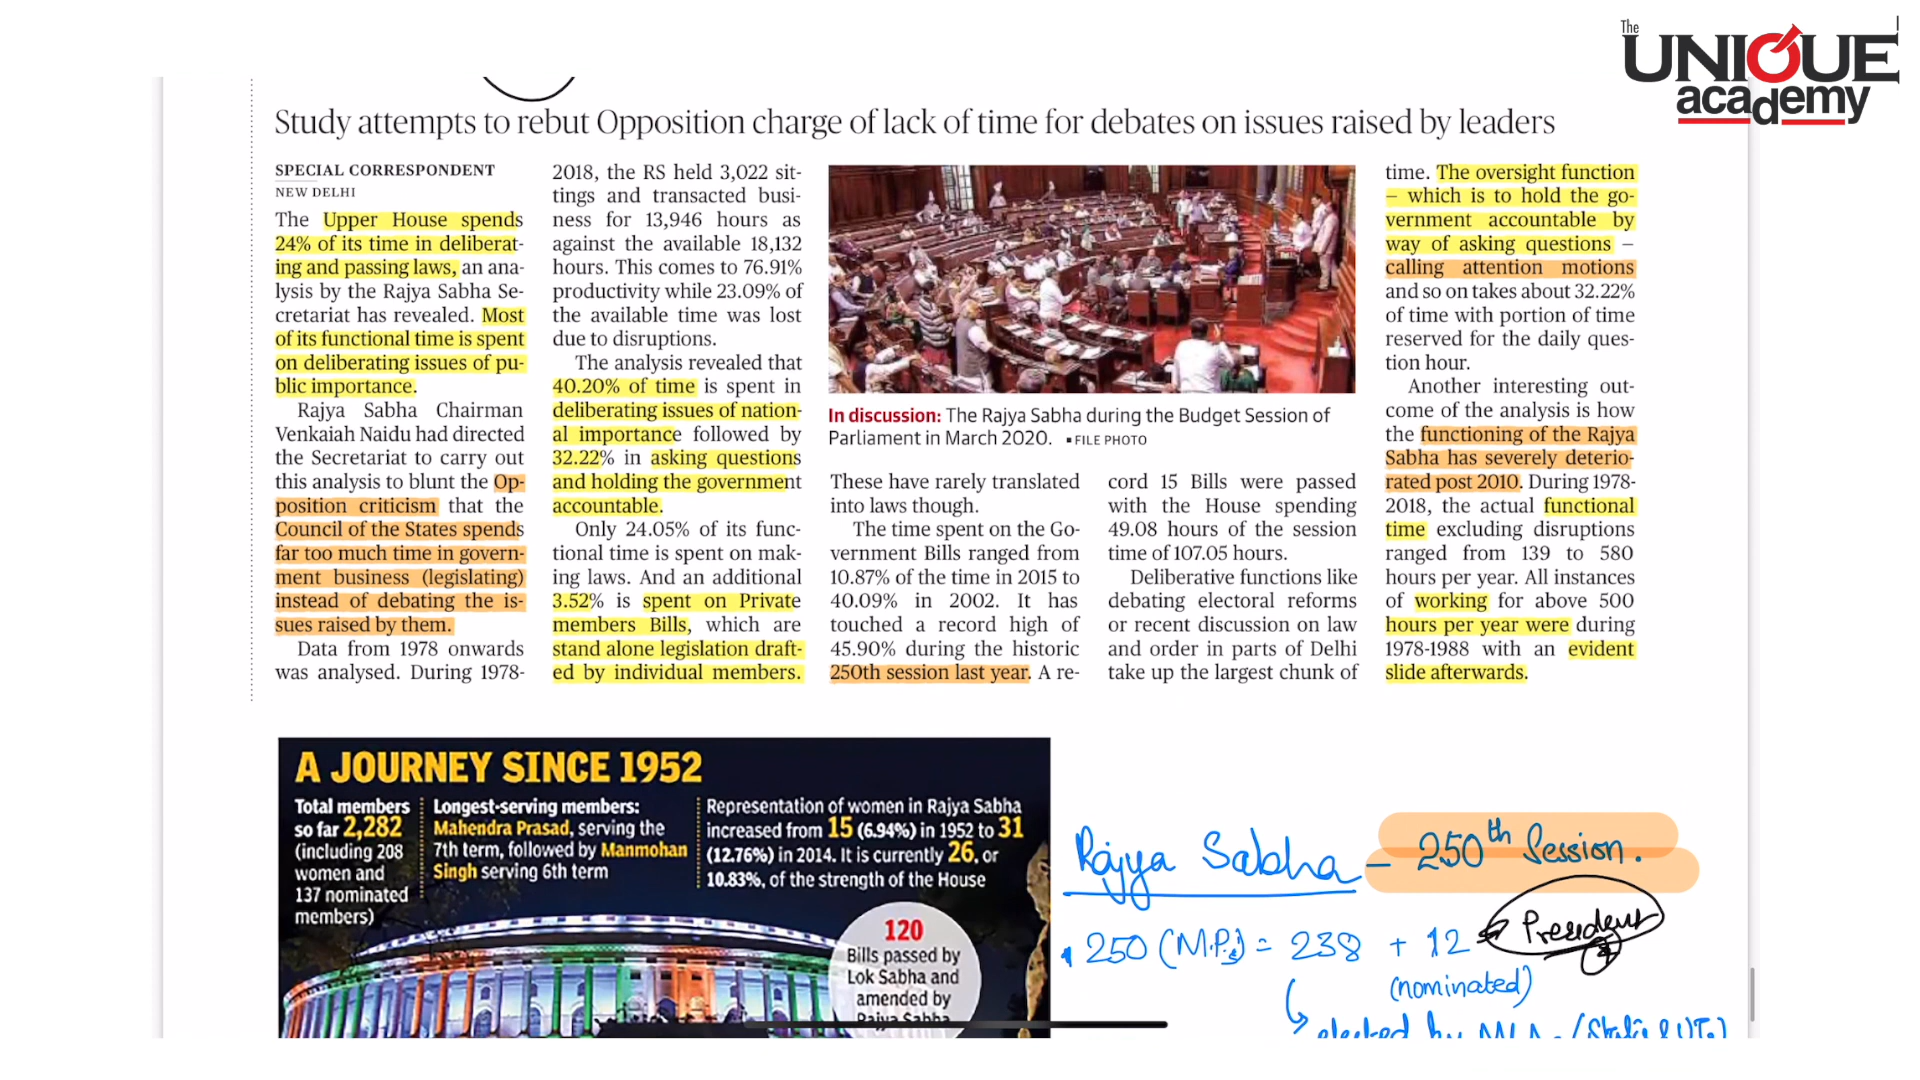 The
UNIQUE
academy
Study attempts to rebut Opposition charge of lack of time for debates on issues raised by leaders
SPECIAL CORRESPONDENT
NEW DELHI
The Upper House spends
24% of its time in deliberat-
ing and passing laws, an ana-
lysis by the Rajya Sabha Se-
cretariat has revealed. Most
of its functional time is spent
on deliberating issues of pu-
blic importance.
Rajya Sabha Chairman
Venkaiah Naidu had directed
the Secretariat to carry out
this analysis to blunt the Op-
position criticism that the
Council of the States spends
far too much time in govern-
ment business (legislating)
instead of debating the is-
sues raised by them.
Data from 1978 onwards
was analysed. During 1978-
2018, the RS held 3,022 sit-
tings and transacted busi-
ness for 13,946 hours as
against the available 18,132
hours. This comes to 76.91%
productivity while 23.09% of
the available time was lost
due to disruptions.
The analysis revealed that
40.20% of time is spent in
deliberating issues of nation-
al importance followed by
32.22% in asking questions
and holding the government
accountable.
Only 24.05% of its func-
tional time is spent on mak-
ing laws. And an additional
3.52% is spent on Private
members Bills, which are
stand alone legislation draft-
ed by individual members.
In discussion: The Rajya Sabha during the Budget Session of
Parliament in March 2020. ▪FILE PHOTO
These have rarely translated
into laws though.
The time spent on the Go-
vernment Bills ranged from
10.87% of the time in 2015 to
40.09% in 2002. It has
touched a record high of
45.90% during the historic
250th session last year. A re-
cord 15 Bills were passed
with the House spending
49.08 hours of the session
time of 107.05 hours.
Deliberative functions like
debating electoral reforms
or recent discussion on law
and order in parts of Delhi
take up the largest chunk of
time. The oversight function
– which is to hold the go-
vernment accountable by
way of asking questions –
calling attention motions
and so on takes about 32.22%
of time with portion of time
reserved for the daily ques-
tion hour.
Another interesting out-
come of the analysis is how
the functioning of the Rajya
Sabha has severely deterio-
rated post 2010. During 1978-
2018, the actual functional
time excluding disruptions
ranged from 139 to 580
hours per year. All instances
of working for above 500
hours per year were during
1978-1988 with an evident
slide afterwards.
A JOURNEY SINCE 1952
Total members
so far 2,282
(including 208
women and
137 nominated
members)
Longest-serving members:
Mahendra Prasad, serving the
7th term, followed by Manmohan
Singh serving 6th term
Representation of women in Rajya Sabha
increased from 15 (6.94%) in 1952 to 31
(12.76%) in 2014. It is currently 26, or
10.83%, of the strength of the House
120
Bills passed by
Lok Sabha and
amended by
Rajya Sabha
Rajya Sabha – 250th Session.
250 (M.P.s) = 238 + 12 ← President
(nominated)
elected by MLAs (States & UTs)